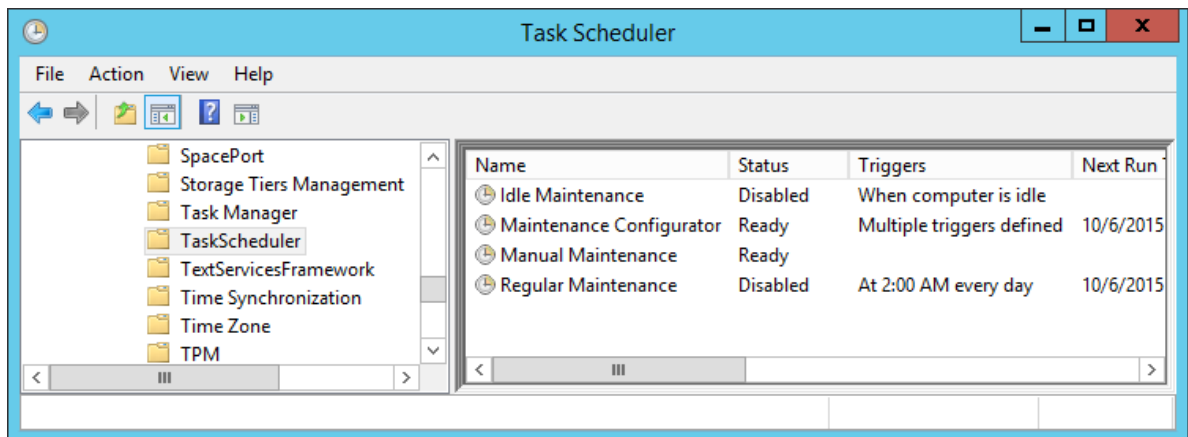 Task Scheduler
File Action View Help
SpacePort
Storage Tiers Management
Task Manager
TaskScheduler
TextServicesFramework
Time Synchronization
Time Zone
TPM
Name Status Triggers Next Run
Idle Maintenance Disabled When computer is idle
Maintenance Configurator Ready Multiple triggers defined 10/6/2015
Manual Maintenance Ready
Regular Maintenance Disabled At 2:00 AM every day 10/6/2015